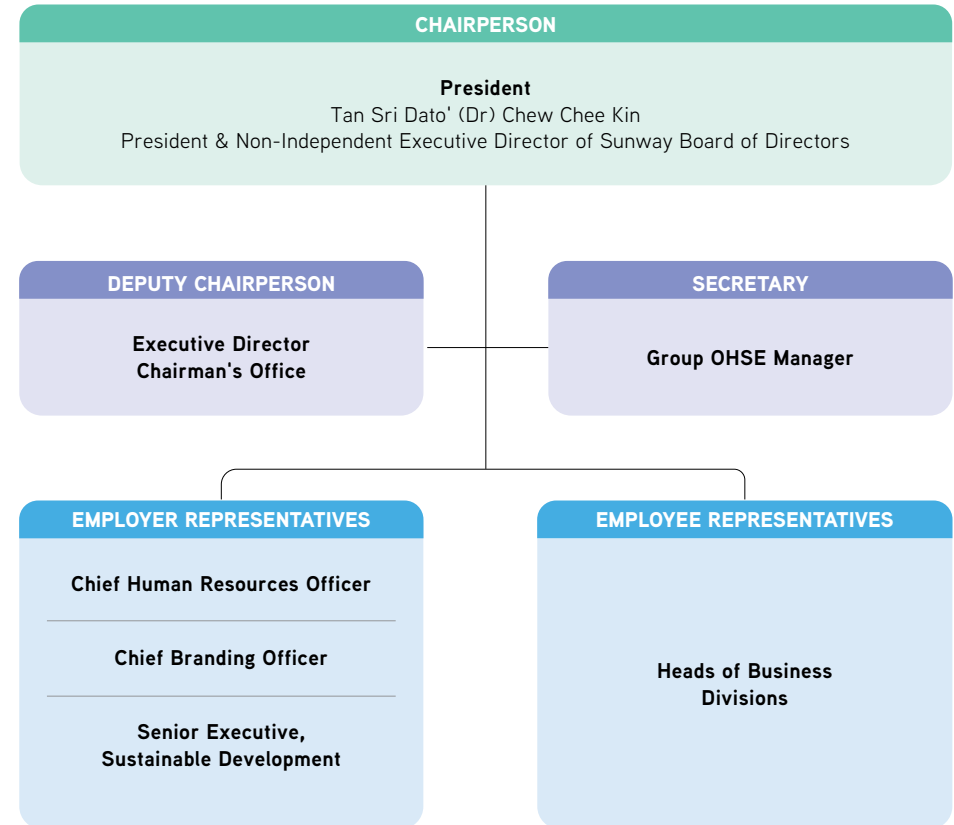 CHAIRPERSON
President
Tan Sri Dato' (Dr) Chew Chee Kin
President & Non-Independent Executive Director of Sunway Board of Directors
DEPUTY CHAIRPERSON
Executive Director
Chairman's Office
SECRETARY
Group OHSE Manager
EMPLOYER REPRESENTATIVES
Chief Human Resources Officer
Chief Branding Officer
Senior Executive,
Sustainable Development
EMPLOYEE REPRESENTATIVES
Heads of Business
Divisions